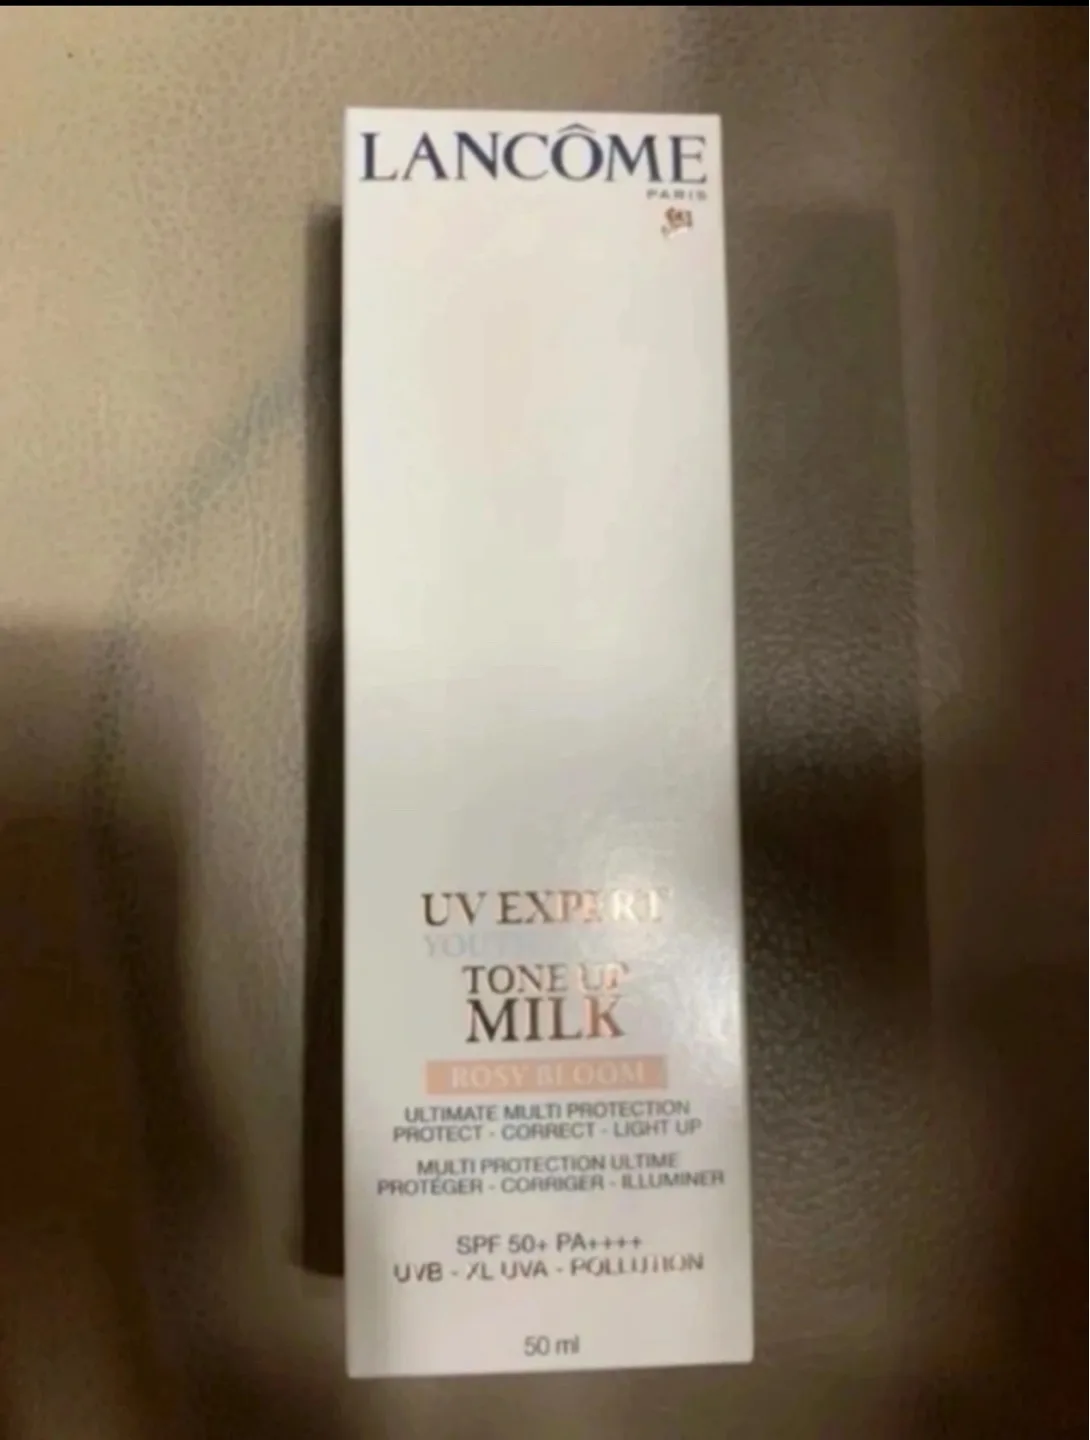 LANCÔME
PARIS
UV EXPERT
TONE UP
MILK
ROSY BLOOM
ULTIMATE MULTI PROTECTION
PROTECT - CORRECT - LIGHT UP
MULTI PROTECTION ULTIME
PROTÉGER - CORRIGER - ILLUMINER
SPF 50+ PA++++
UVB - XL UVA - POLLUTION
50 ml